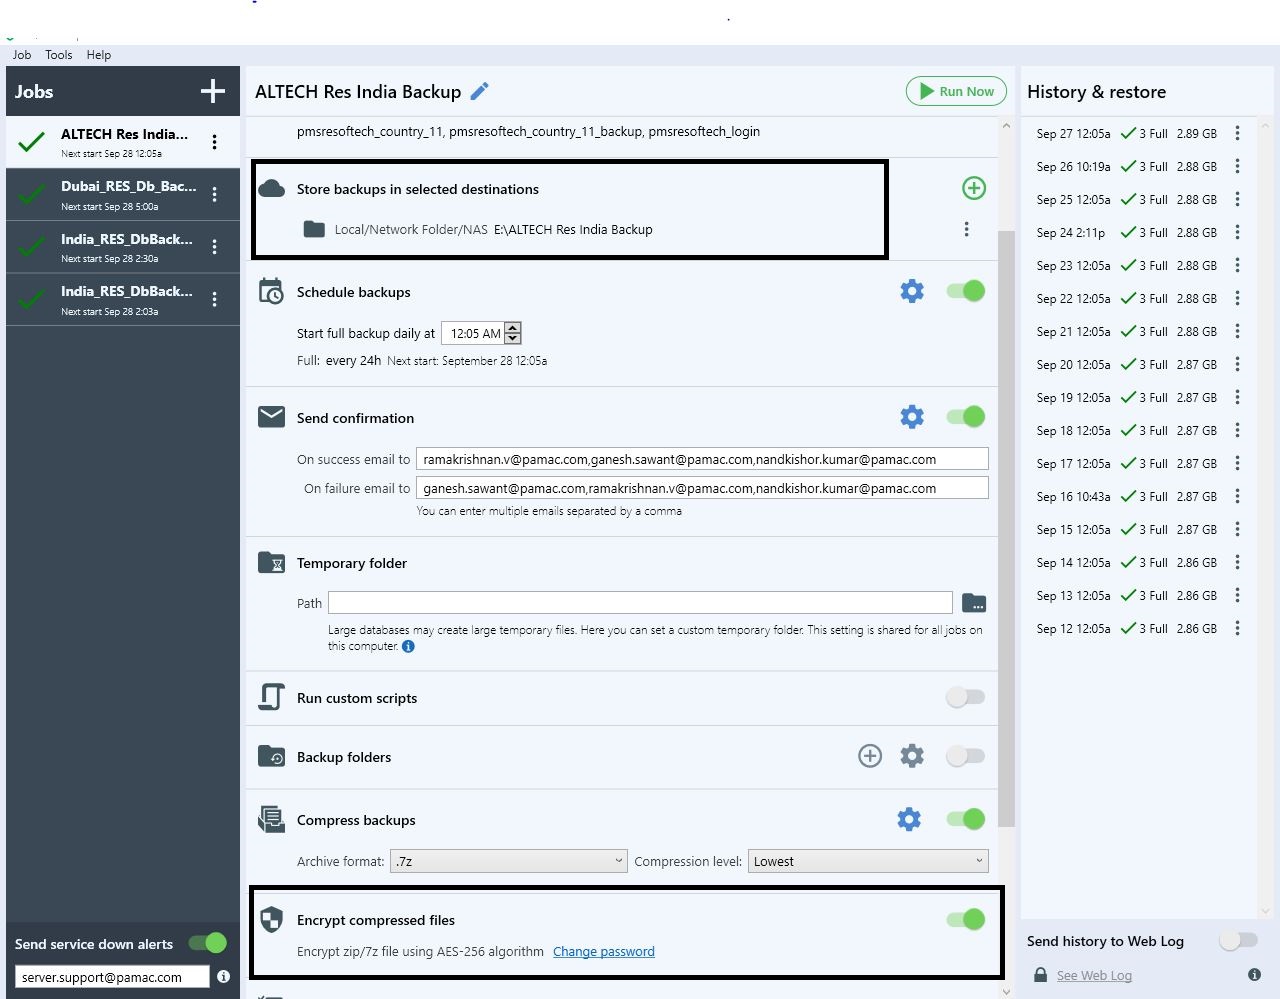 Job Tools Help
Jobs
ALTECH Res India...
Next start Sep 28 12:05a
Dubai_RES_Db_Bac...
Next start Sep 28 5:00a
India_RES_DbBack...
Next start Sep 28 2:30a
India_RES_DbBack...
Next start Sep 28 2:03a
Send service down alerts
server.support@pamac.com
ALTECH Res India Backup
Run Now
pmsresoftech_country_11, pmsresoftech_country_11_backup, pmsresoftech_login
Store backups in selected destinations
Local/Network Folder/NAS E:\ALTECH Res India Backup
Schedule backups
Start full backup daily at 12:05 AM
Full: every 24h Next start: September 28 12:05a
Send confirmation
On success email to ramakrishnan.v@pamac.com,ganesh.sawant@pamac.com,nandkishor.kumar@pamac.com
On failure email to ganesh.sawant@pamac.com,ramakrishnan.v@pamac.com,nandkishor.kumar@pamac.com
You can enter multiple emails separated by a comma
Temporary folder
Path
Large databases may create large temporary files. Here you can set a custom temporary folder. This setting is shared for all jobs on
this computer.
Run custom scripts
Backup folders
Compress backups
Archive format: .7z Compression level: Lowest
Encrypt compressed files
Encrypt zip/7z file using AES-256 algorithm Change password
History & restore
Sep 27 12:05a 3 Full 2.89 GB
Sep 26 10:19a 3 Full 2.88 GB
Sep 25 12:05a 3 Full 2.88 GB
Sep 24 2:11p 3 Full 2.88 GB
Sep 23 12:05a 3 Full 2.88 GB
Sep 22 12:05a 3 Full 2.88 GB
Sep 21 12:05a 3 Full 2.88 GB
Sep 20 12:05a 3 Full 2.87 GB
Sep 19 12:05a 3 Full 2.87 GB
Sep 18 12:05a 3 Full 2.87 GB
Sep 17 12:05a 3 Full 2.87 GB
Sep 16 10:43a 3 Full 2.87 GB
Sep 15 12:05a 3 Full 2.87 GB
Sep 14 12:05a 3 Full 2.86 GB
Sep 13 12:05a 3 Full 2.86 GB
Sep 12 12:05a 3 Full 2.86 GB
Send history to Web Log
See Web Log